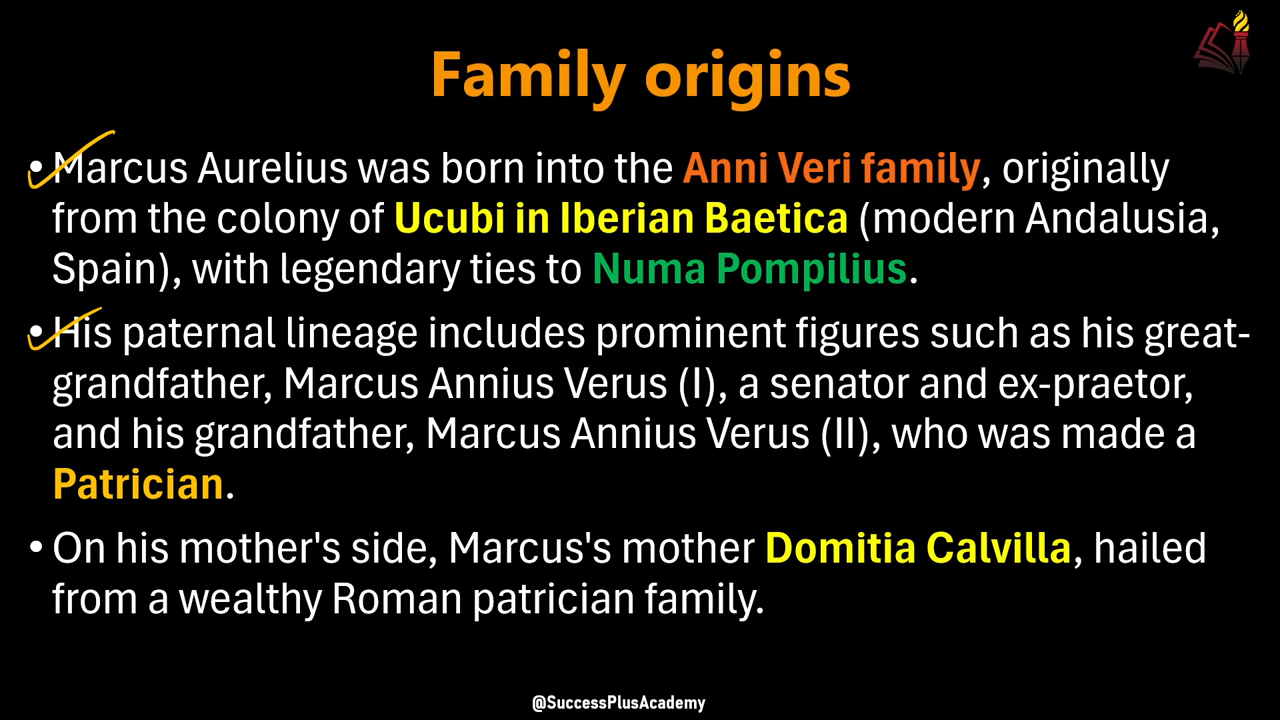 Family origins
• Marcus Aurelius was born into the Anni Veri family, originally
from the colony of Ucubi in Iberian Baetica (modern Andalusia,
Spain), with legendary ties to Numa Pompilius.
• His paternal lineage includes prominent figures such as his great-
grandfather, Marcus Annius Verus (I), a senator and ex-praetor,
and his grandfather, Marcus Annius Verus (II), who was made a
Patrician.
• On his mother's side, Marcus's mother Domitia Calvilla, hailed
from a wealthy Roman patrician family.
@SuccessPlusAcademy